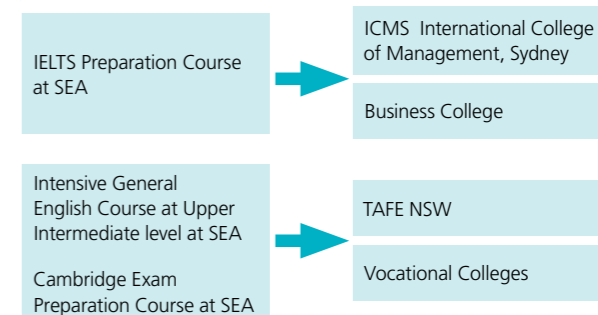 IELTS Preparation Course
at SEA
ICMS International College
of Management, Sydney
Business College
Intensive General
English Course at Upper
Intermediate level at SEA
Cambridge Exam
Preparation Course at SEA
TAFE NSW
Vocational Colleges